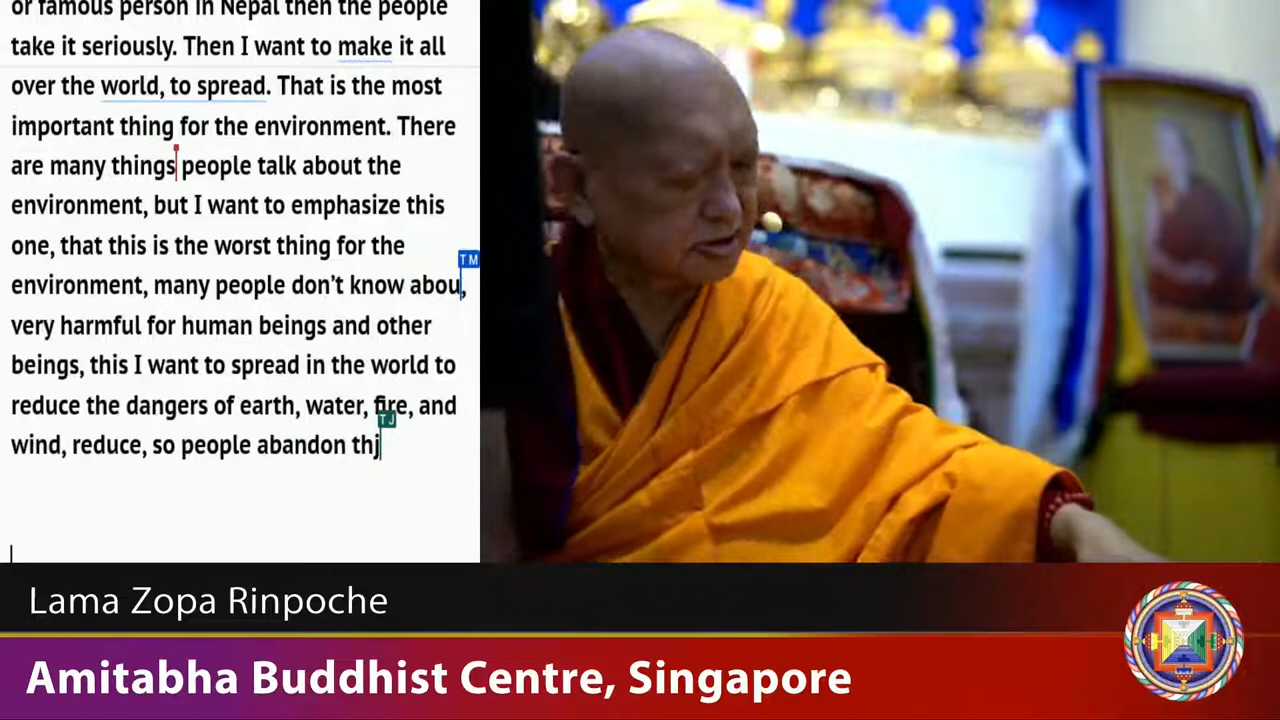 or famous person in Nepal then the people
take it seriously. Then I want to make it all
over the world, to spread. That is the most
important thing for the environment. There
are many things people talk about the
environment, but I want to emphasize this
one, that this is the worst thing for the
TM
environment, many people don’t know abou,
very harmful for human beings and other
beings, this I want to spread in the world to
reduce the dangers of earth, water, fire, and
TJ
wind, reduce, so people abandon thj
Lama Zopa Rinpoche
Amitabha Buddhist Centre, Singapore